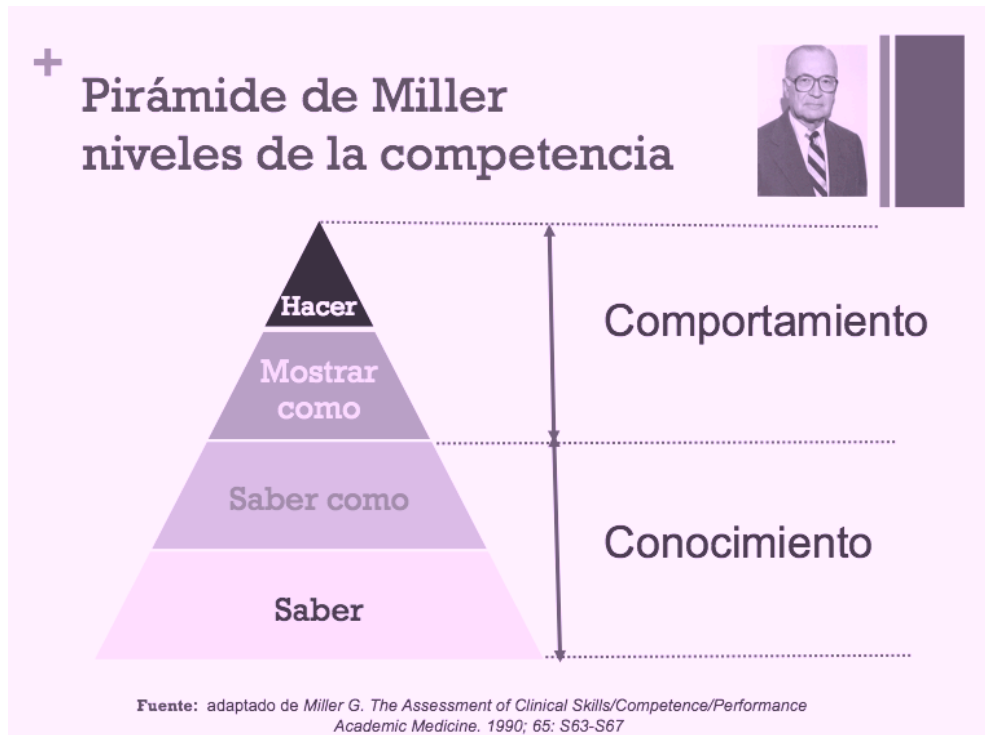 +
Pirámide de Miller
niveles de la competencia
Hacer
Comportamiento
Mostrar
como
Saber como
Conocimiento
Saber
Fuente: adaptado de Miller G. The Assessment of Clinical Skills/Competence/Performance
Academic Medicine. 1990; 65: S63-S67